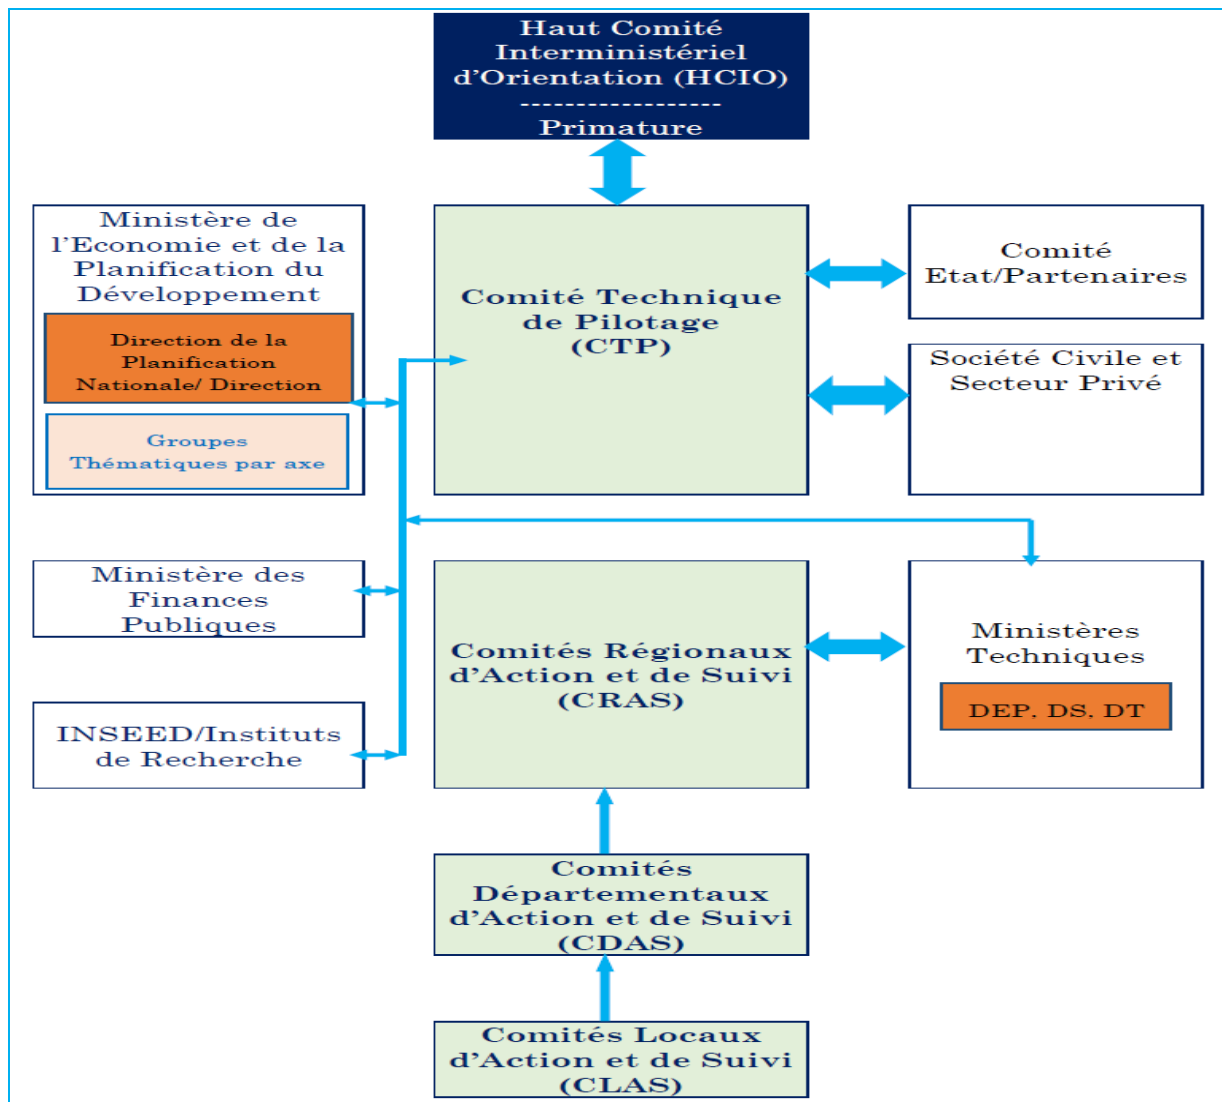 Haut Comité
Interministériel
d'Orientation (HCIO)
------------------
Primature
Ministère de
l'Economie et de la
Planification du
Développement
Direction de la
Planification
Nationale/ Direction
Groupes
Thématiques par axe
Comité Technique
de Pilotage
(CTP)
Comité
Etat/Partenaires
Société Civile et
Secteur Privé
Ministère des
Finances
Publiques
Comités Régionaux
d'Action et de Suivi
(CRAS)
Ministères
Techniques
DEP, DS, DT
INSEED/Instituts
de Recherche
Comités
Départementaux
d'Action et de Suivi
(CDAS)
Comités Locaux
d'Action et de Suivi
(CLAS)